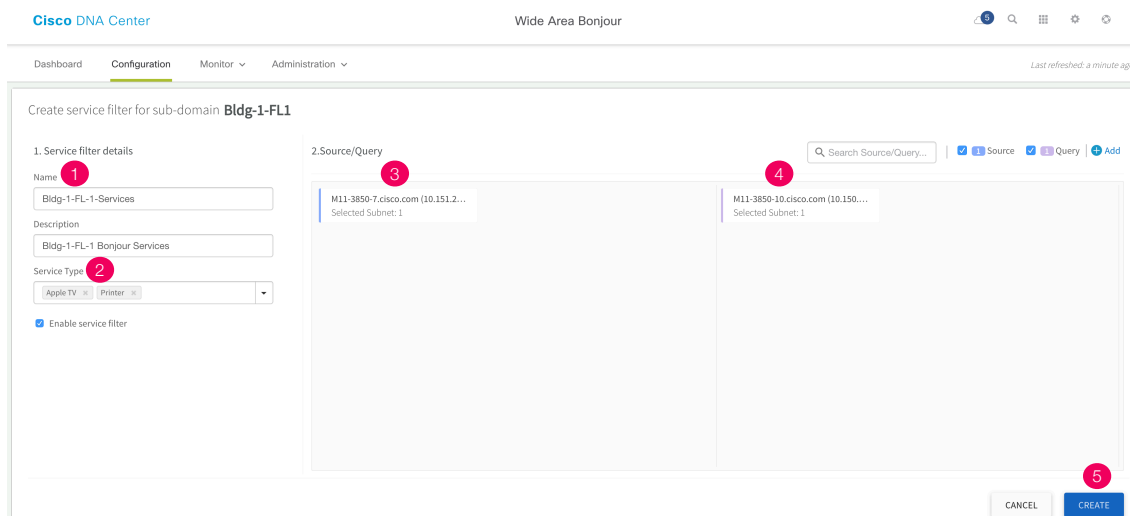 Cisco DNA Center
Wide Area Bonjour
5
Dashboard Configuration Monitor Administration
Last refreshed: a minute ag
Create service filter for sub-domain Bldg-1-FL1
1. Service filter details
1
Name
Bldg-1-FL-1-Services
Description
Bldg-1-FL-1 Bonjour Services
Service Type 2
Apple TV × Printer ×
Enable service filter
2.Source/Query
Search Source/Query... 1 Source 1 Query Add
3
M11-3850-7.cisco.com (10.151.2...
Selected Subnet: 1
4
M11-3850-10.cisco.com (10.150....
Selected Subnet: 1
5
CANCEL CREATE